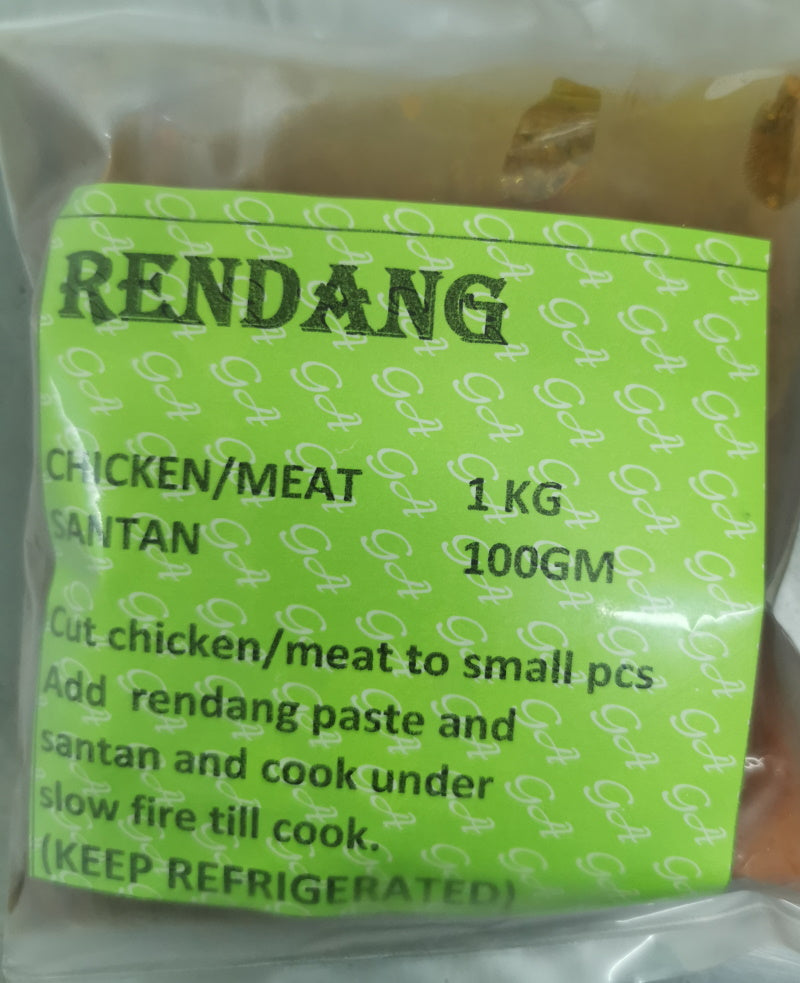 RENDANG
CHICKEN/MEAT 1 KG
SANTAN 100GM
Cut chicken/meat to small pcs
Add rendang paste and
santan and cook under
slow fire till cook.
(KEEP REFRIGERATED)